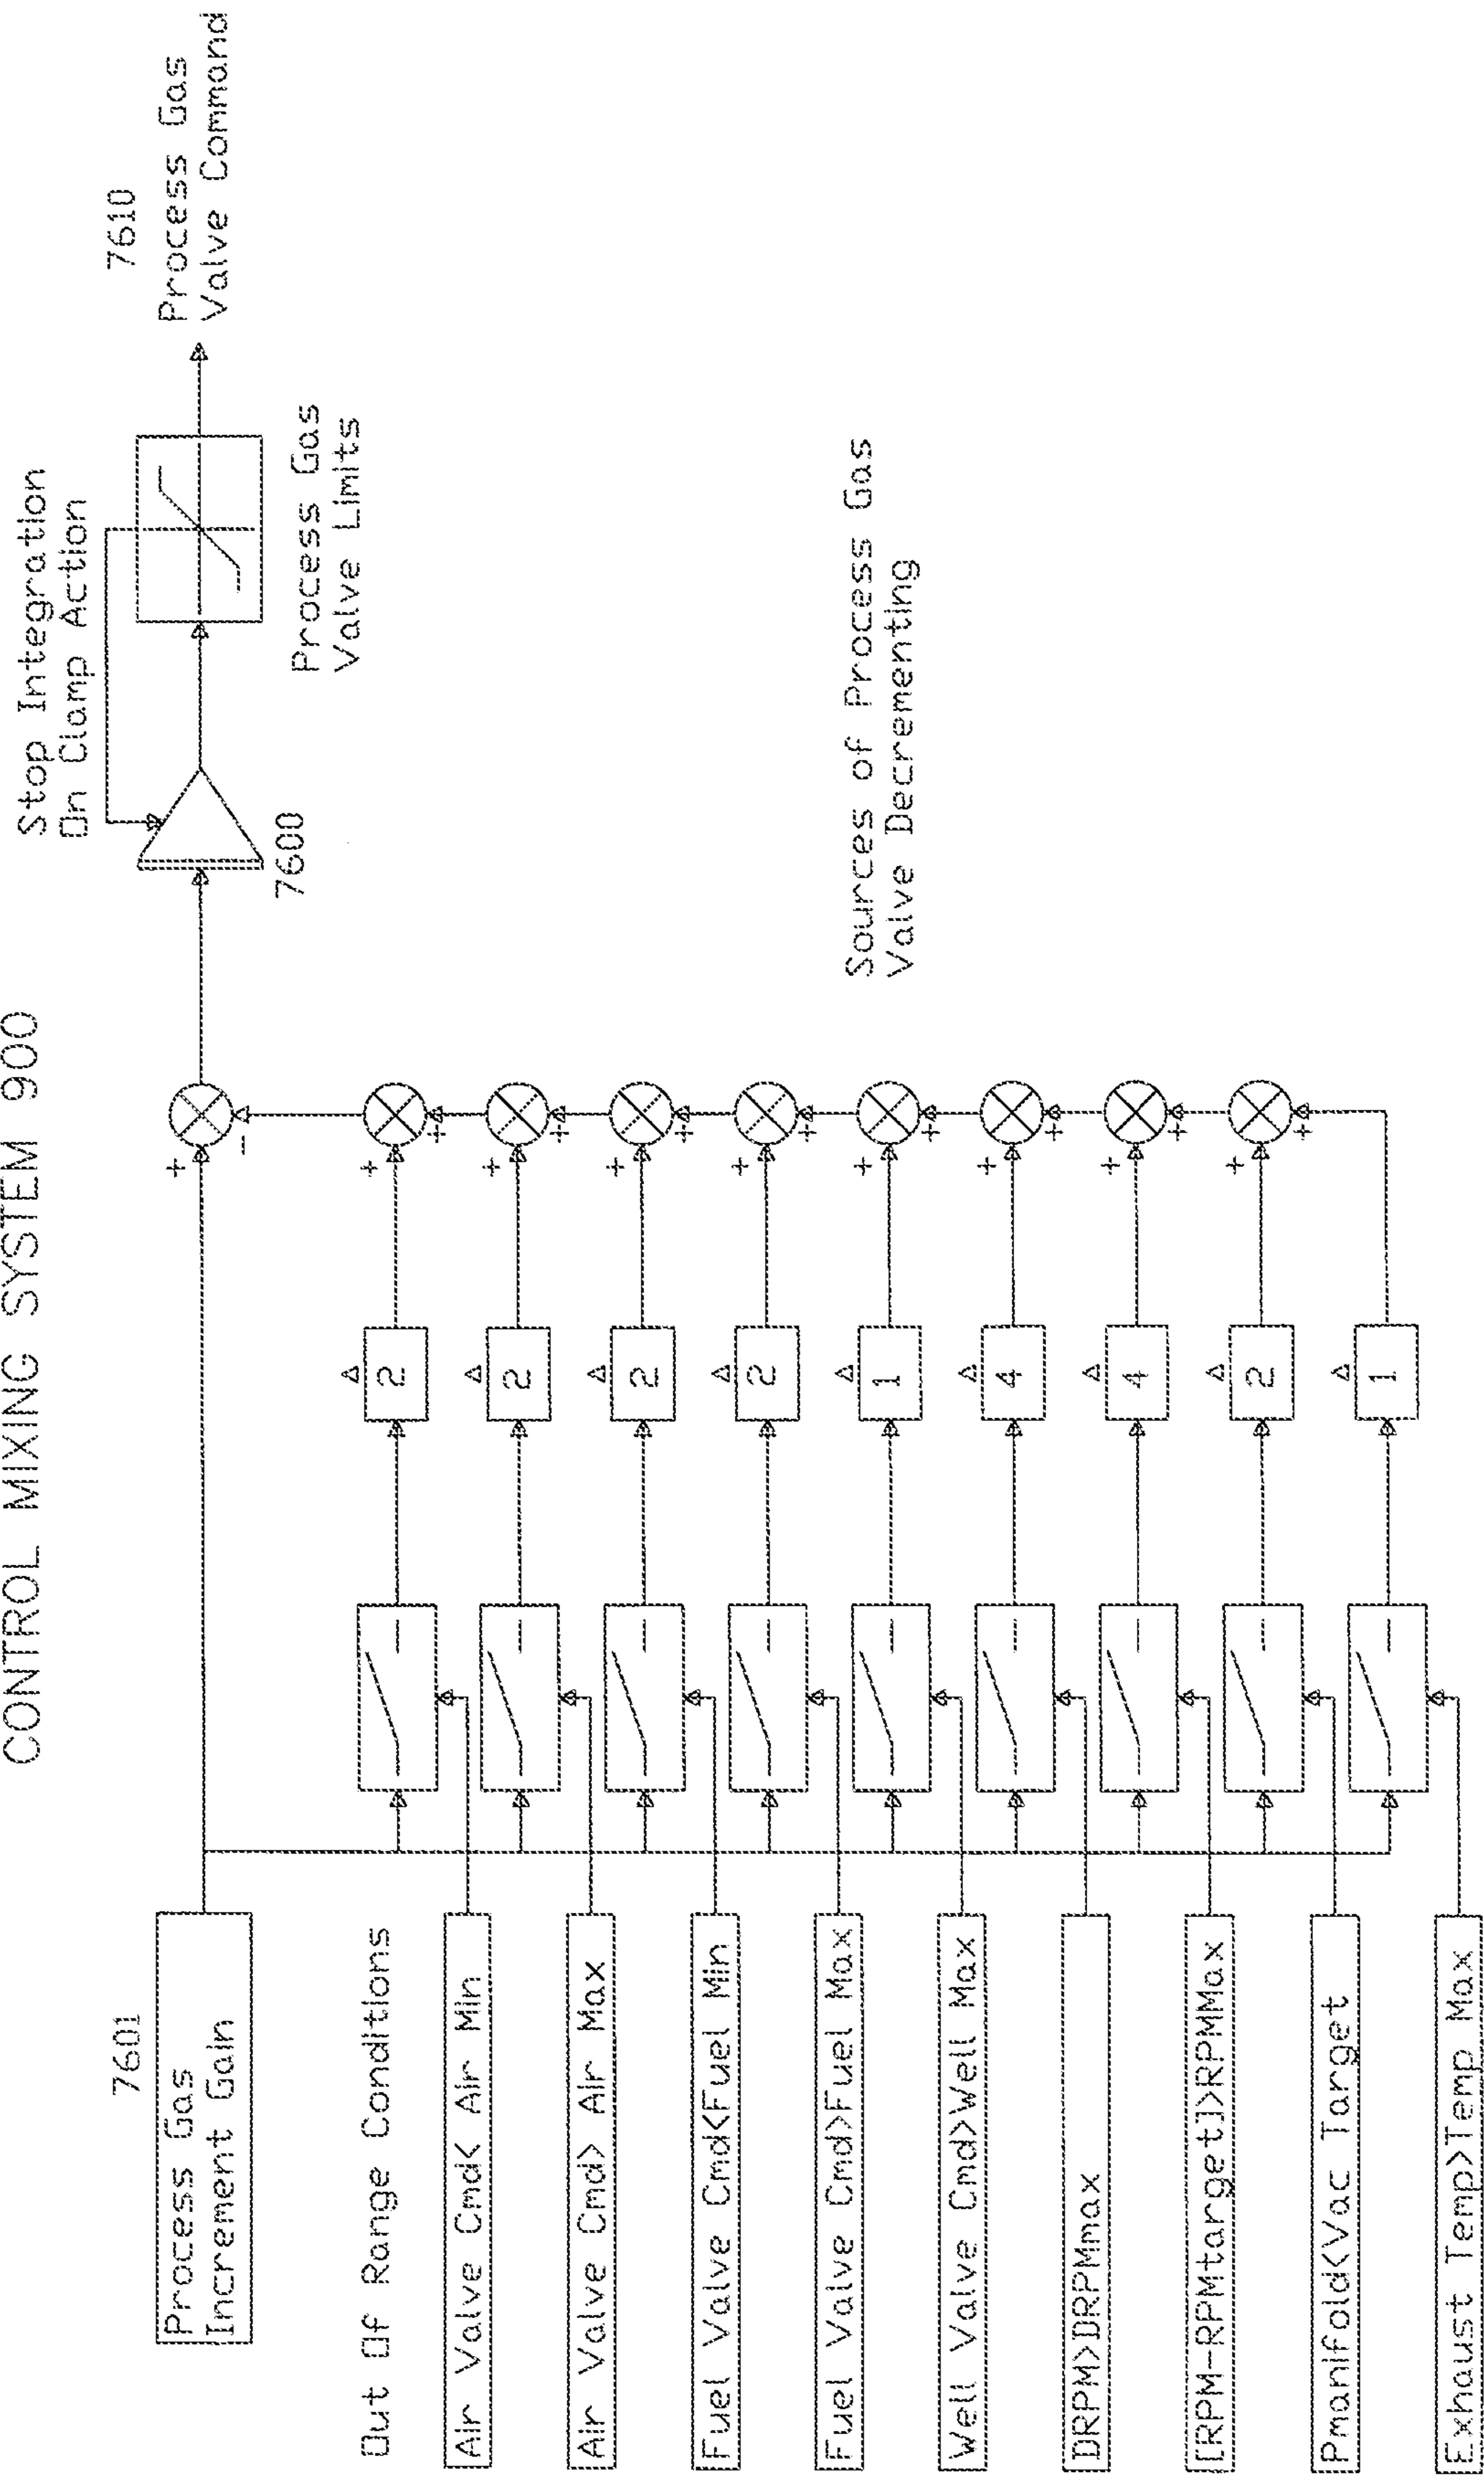 CONTROL MIXING SYSTEM 900
Stop Integration
On Clamp Action
7601
7610
Process Gas
Increment Gain
+
-
7600
Process Gas
Valve Limits
Process Gas
Valve Command
Out Of Range Conditions
Air Valve Cmd< Air Min
Δ
2
+
+
Air Valve Cmd> Air Max
Δ
2
+
+
Fuel Valve Cmd<Fuel Min
Δ
2
+
+
Fuel Valve Cmd>Fuel Max
Δ
2
+
+
Well Valve Cmd>Well Max
Δ
1
+
+
Sources of Process Gas
Valve Decrementing
DRPM>DRPMmax
Δ
4
+
+
[RPM-RPMtarget]>RPMMax
Δ
4
+
+
Pmanifold<Vac Target
Δ
2
+
+
Exhaust Temp>Temp Max
Δ
1